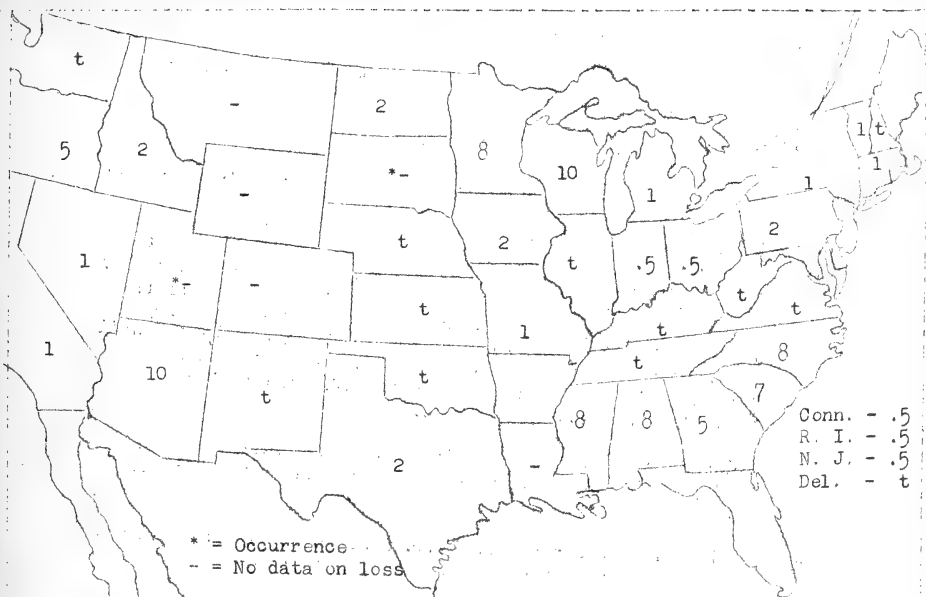 t
-
2
5
2
-
*-
8
10
1
1
t
1
1
1
*-
-
t
2
t
.5
.5
2
t
t
1
t
t
t
1
10
t
t
8
7
.8
8
5
2
-
Conn. - .5
R. I. - .5
N. J. - .5
Del. - t
* = Occurrence
- = No data on loss